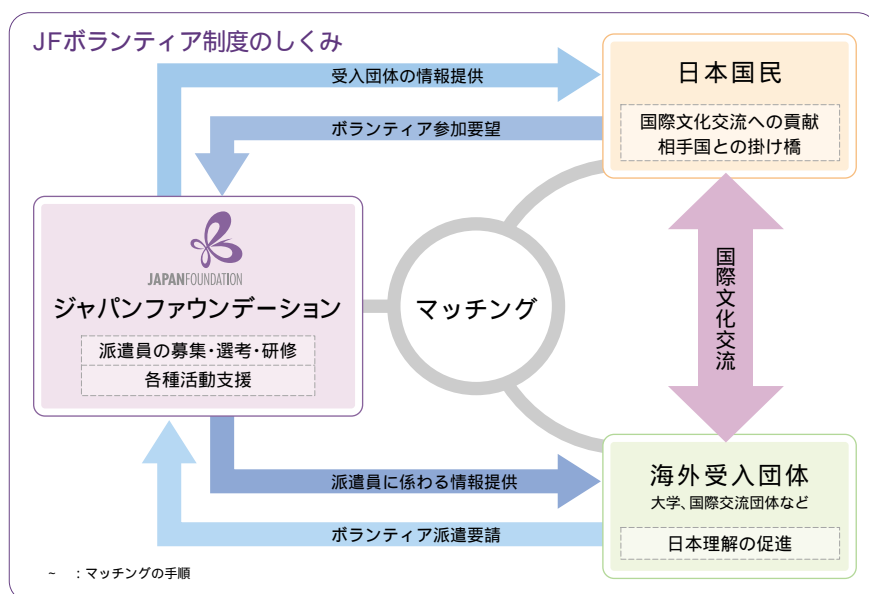 JFボランティア制度のしくみ
受入団体の情報提供
ボランティア参加要望
日本国民
国際文化交流への貢献
相手国との掛け橋
JAPANFOUNDATION
ジャパンファウンデーション
派遣員の募集・選考・研修
各種活動支援
マッチング
国際文化交流
派遣員に係わる情報提供
ボランティア派遣要請
海外受入団体
大学、国際交流団体など
日本理解の促進
~ :マッチングの手順